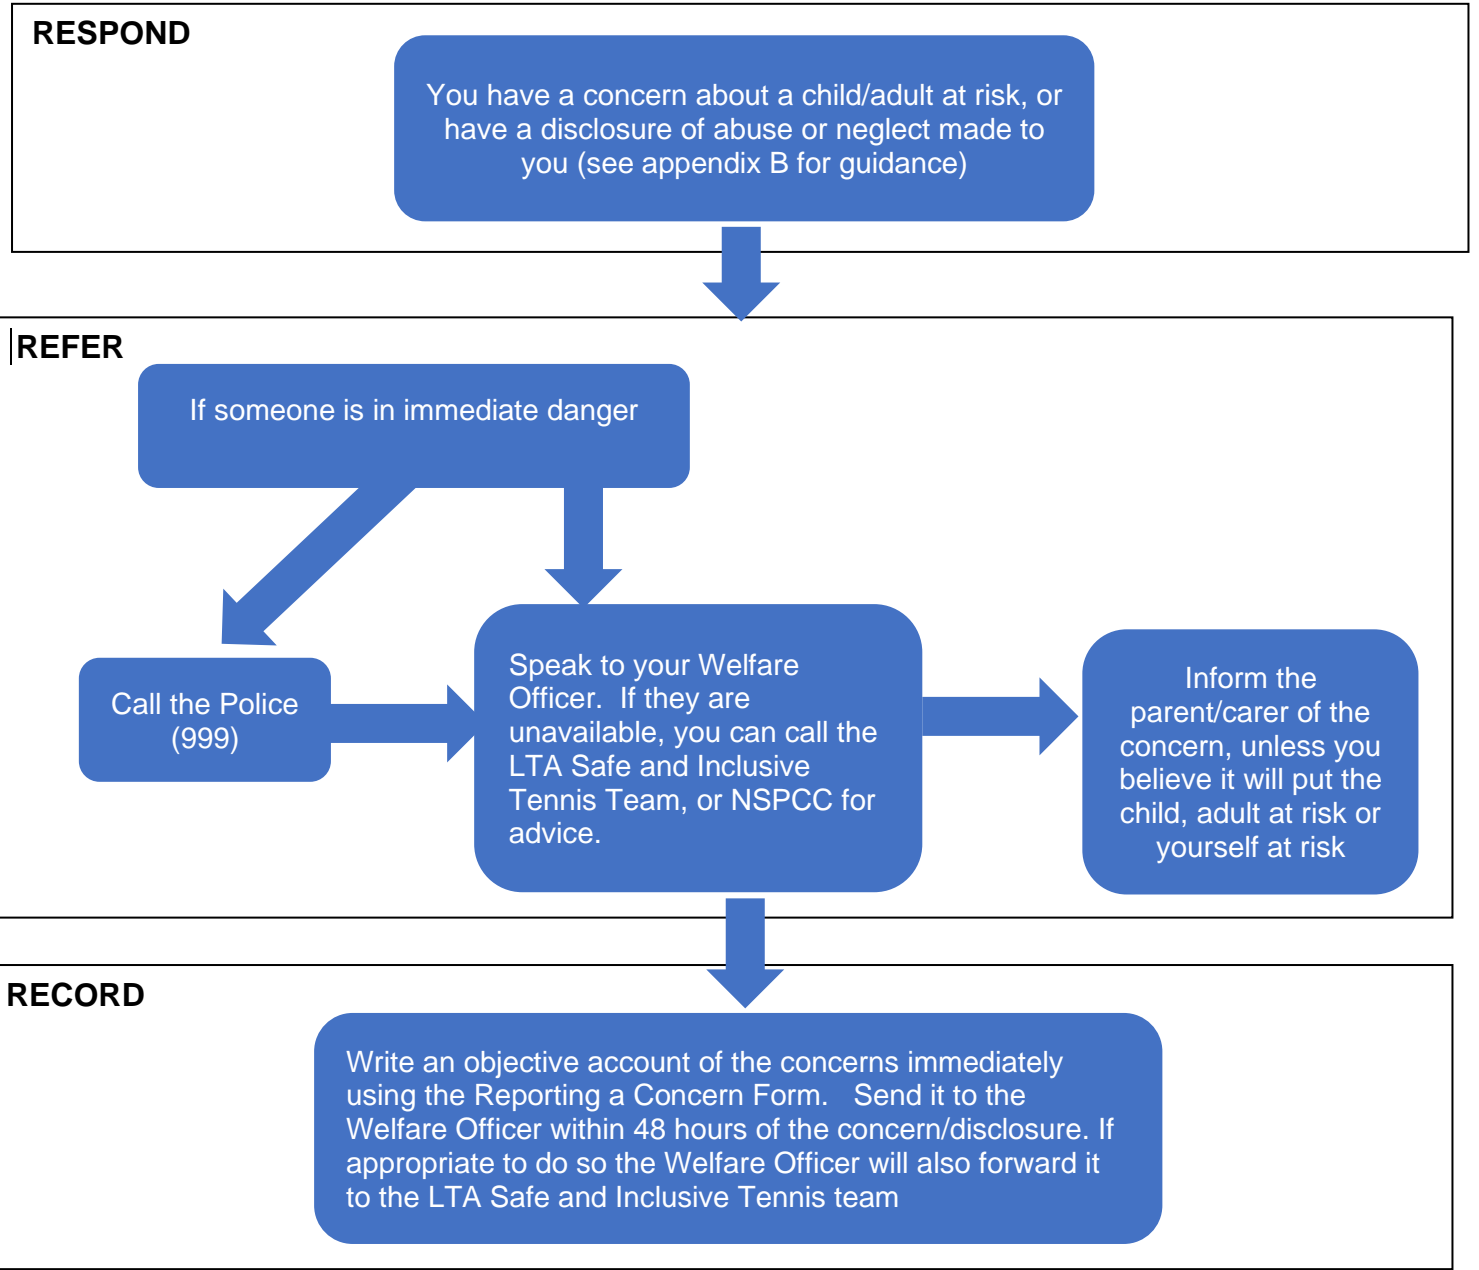 RESPOND
You have a concern about a child/adult at risk, or
have a disclosure of abuse or neglect made to
you (see appendix B for guidance)
REFER
If someone is in immediate danger
Call the Police
(999)
Speak to your Welfare
Officer.  If they are
unavailable, you can call the
LTA Safe and Inclusive
Tennis Team, or NSPCC for
advice.
Inform the
parent/carer of the
concern, unless you
believe it will put the
child, adult at risk or
yourself at risk
RECORD
Write an objective account of the concerns immediately
using the Reporting a Concern Form.   Send it to the
Welfare Officer within 48 hours of the concern/disclosure. If
appropriate to do so the Welfare Officer will also forward it
to the LTA Safe and Inclusive Tennis team